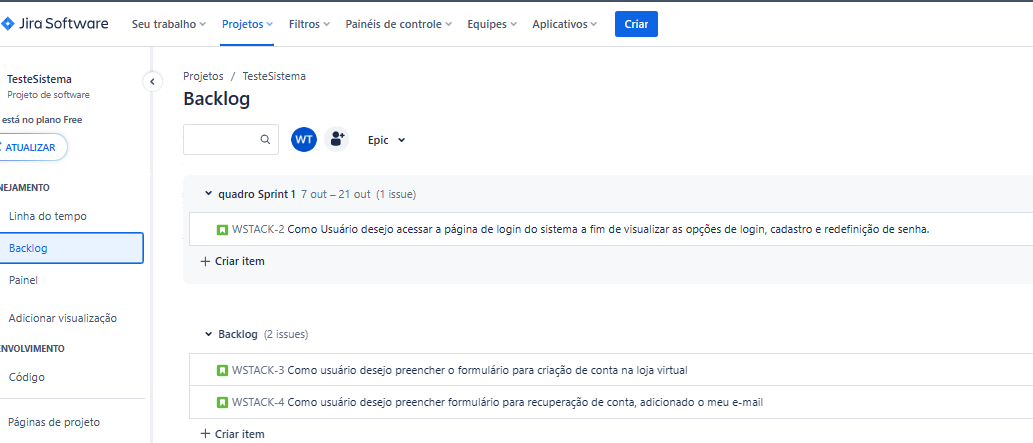 Jira Software Seu trabalho Projetos Filtros Painéis de controle Equipes Aplicativos Criar
TesteSistema
Projeto de software
está no plano Free
ATUALIZAR
NEJAMENTO
Linha do tempo
Backlog
Painel
Adicionar visualização
ENVOLVIMENTO
Código
Páginas de projeto
Projetos / TesteSistema
Backlog
WT Epic
quadro Sprint 1 7 out – 21 out (1 issue)
WSTACK-2 Como Usuário desejo acessar a página de login do sistema a fim de visualizar as opções de login, cadastro e redefinição de senha.
+ Criar item
Backlog (2 issues)
WSTACK-3 Como usuário desejo preencher o formulário para criação de conta na loja virtual
WSTACK-4 Como usuário desejo preencher formulário para recuperação de conta, adicionado o meu e-mail
+ Criar item